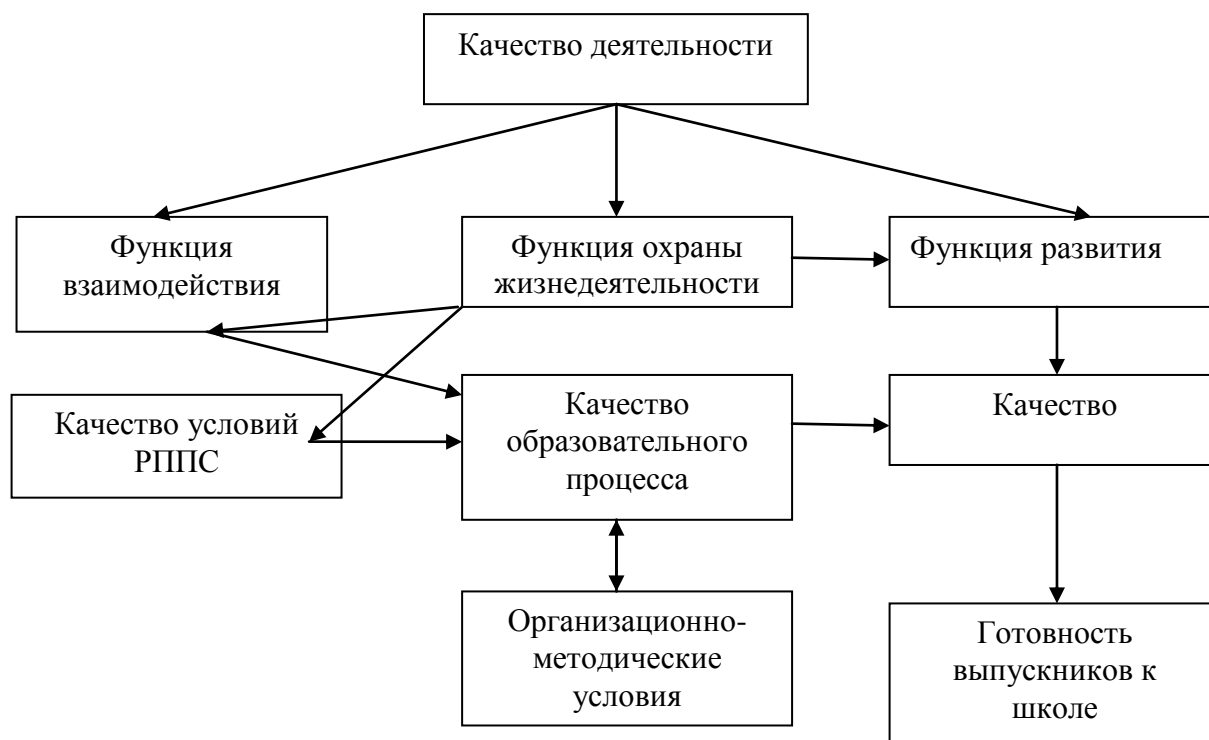 Качество деятельности
Функция
взаимодействия
Функция охраны
жизнедеятельности
Функция развития
Качество условий
РППС
Качество
образовательного
процесса
Качество
Организационно-
методические
условия
Готовность
выпускников к
школе